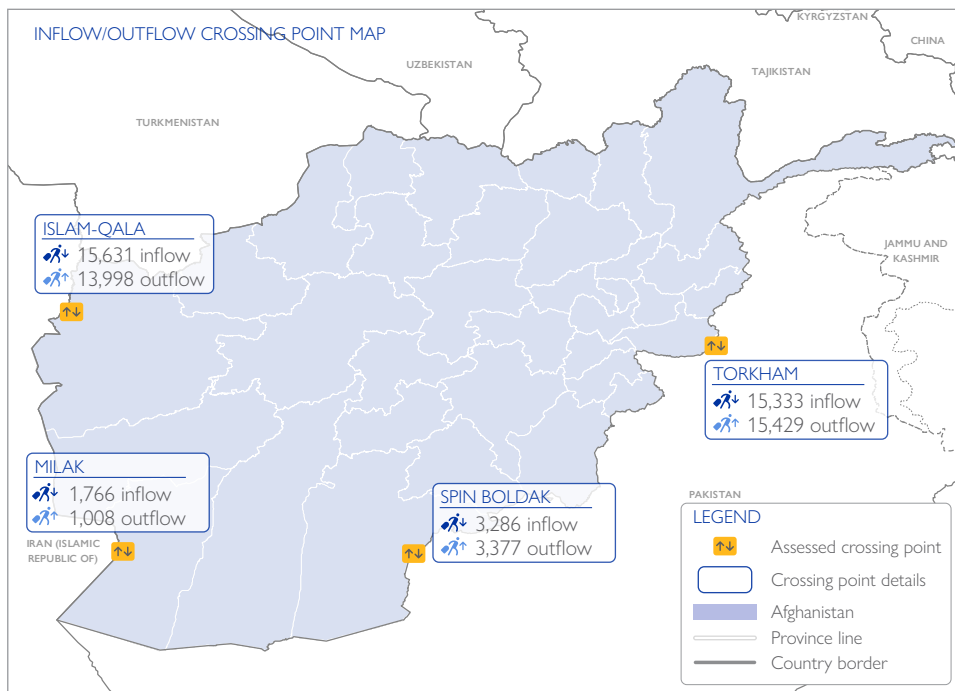 INFLOW/OUTFLOW CROSSING POINT MAP
KYRGYZSTAN
CHINA
UZBEKISTAN
TAJIKISTAN
TURKMENISTAN
ISLAM-QALA
15,631 inflow
13,998 outflow
JAMMU AND
KASHMIR
TORKHAM
15,333 inflow
15,429 outflow
MILAK
1,766 inflow
1,008 outflow
IRAN (ISLAMIC
REPUBLIC OF)
SPIN BOLDAK
3,286 inflow
3,377 outflow
PAKISTAN
LEGEND
Assessed crossing point
Crossing point details
Afghanistan
Province line
Country border